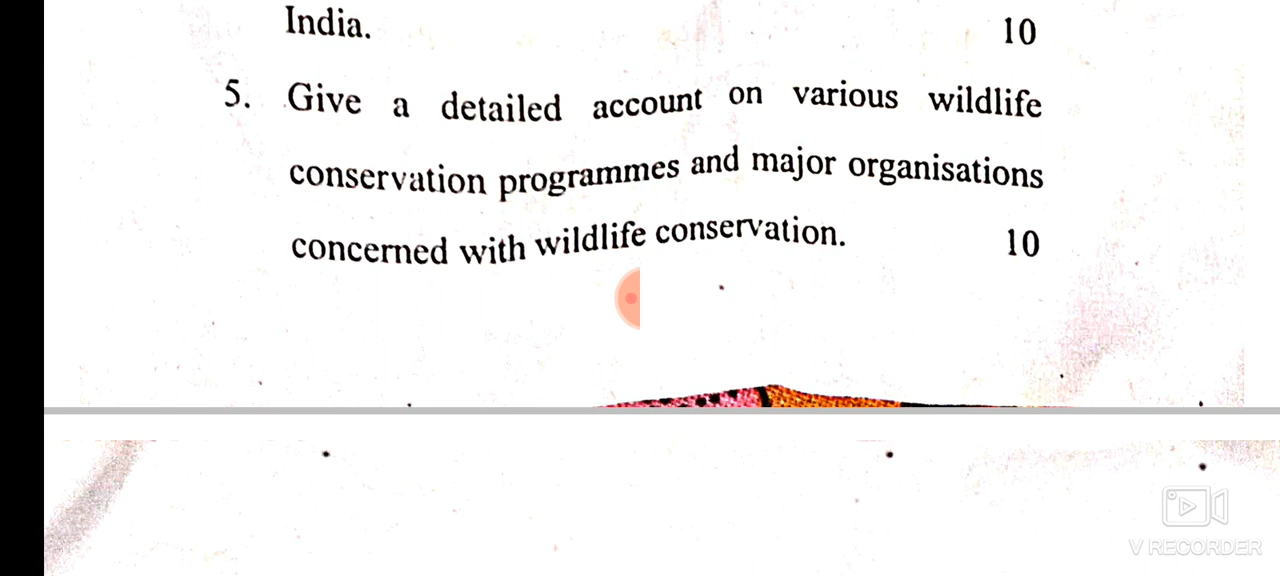 India. 10
5. Give a detailed account on various wildlife
conservation programmes and major organisations
concerned with wildlife conservation. 10
V RECORDER